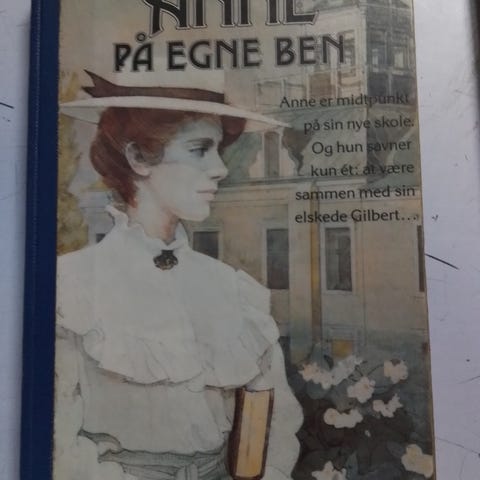 ANNE
PÅ EGNE BEN
Anne er midtpunkt
på sin nye skole.
Og hun savner
kun ét: at være
sammen med sin
elskede Gilbert...